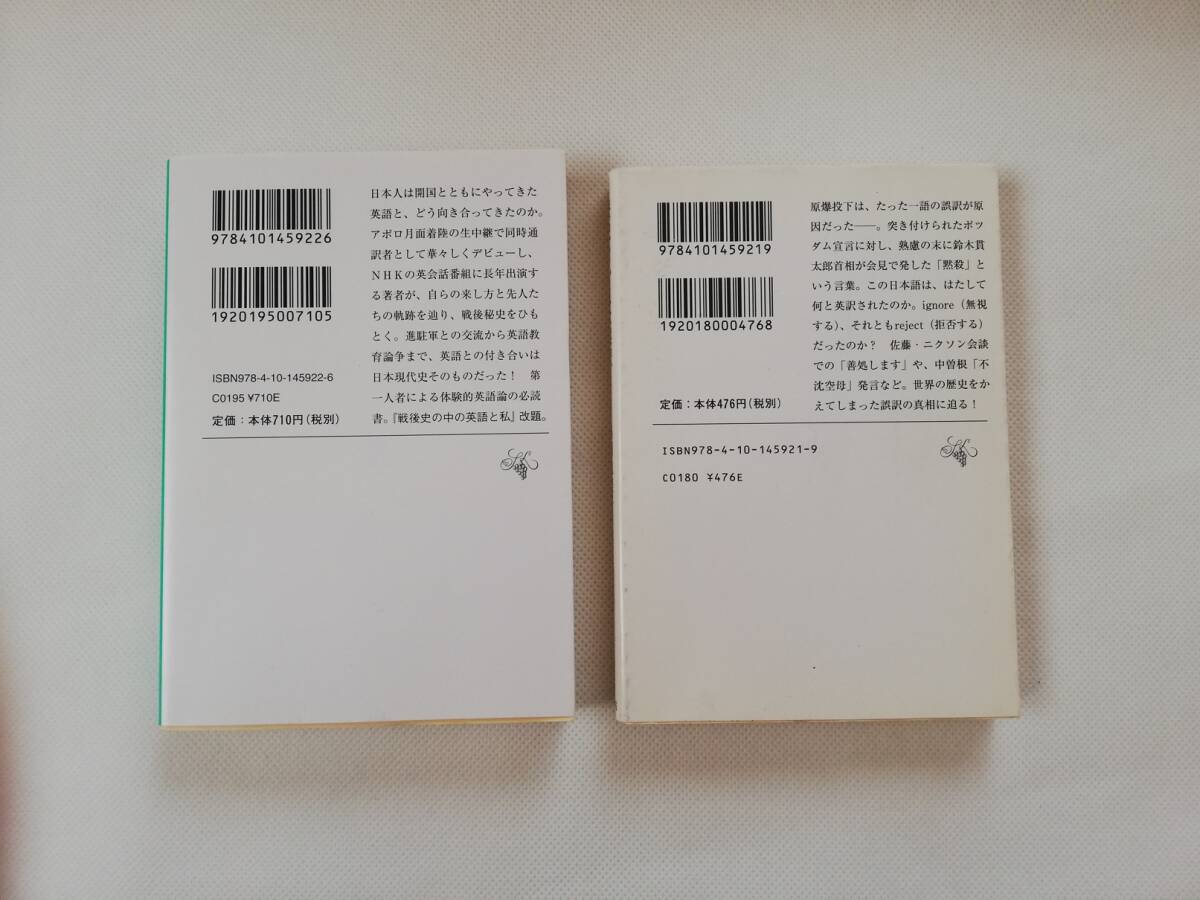 9784101459226
1920195007105
ISBN978-4-10-145922-6
C0195 ¥710E
定価：本体710円（税別）
日本人は開国とともにやってきた
英語と、どう向き合ってきたのか。
アポロ月面着陸の生中継で同時通
訳者として華々しくデビューし、
NHKの英会話番組に長年出演す
る著者が、自らの来し方と先人た
ちの軌跡を辿り、戦後秘史をひも
とく。進駐軍との交流から英語教
育論争まで、英語との付き合いは
日本現代史そのものだった！　第
一人者による体験的英語論の必読
書。『戦後史の中の英語と私』改題。
9784101459219
1920180004768
定価：本体476円（税別）
原爆投下は、たった一語の誤訳が原
因だった――。突き付けられたポツ
ダム宣言に対し、熟慮の末に鈴木貫
太郎首相が会見で発した「黙殺」と
いう言葉。この日本語は、はたして
何と英訳されたのか。ignore（無視
する）、それともreject（拒否する）
だったのか？　佐藤・ニクソン会談
での「善処します」や、中曽根「不
沈空母」発言など。世界の歴史をか
えてしまった誤訳の真相に迫る！
ISBN978-4-10-145921-9
C0180 ¥476E